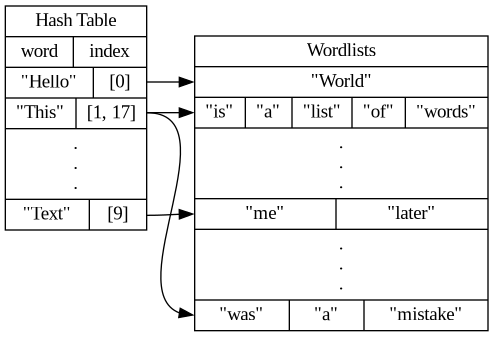 Hash Table
word index
"Hello" [0]
"This" [1, 17]
.
.
.
"Text" [9]
Wordlists
"World"
"is" "a" "list" "of" "words"
.
.
.
"me" "later"
.
.
.
"was" "a" "mistake"